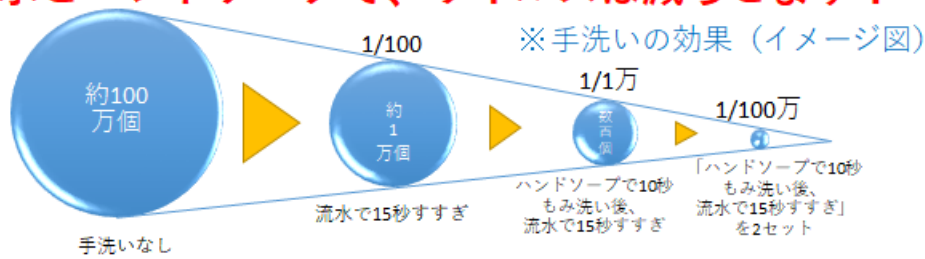 ※手洗いの効果（イメージ図）
約100
万個
手洗いなし
1/100
約
1
万個
流水で15秒すすぎ
1/1万
数
百
個
ハンドソープで10秒
もみ洗い後、
流水で15秒すすぎ
1/100万
「ハンドソープで10秒
もみ洗い後、
流水で15秒すすぎ」
を2セット